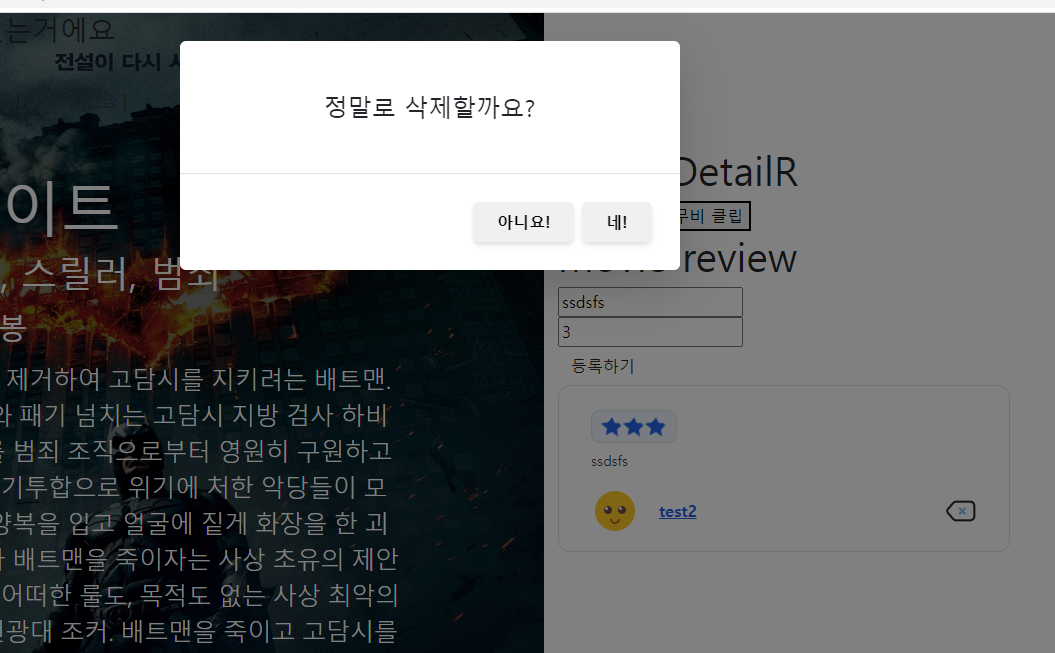 는거에요
전설이 다시
정말로 삭제할까요?
아니요!
네!
이트
, 스릴러, 범죄
봉
제거하여 고담시를 지키려는 배트맨.
와 패기 넘치는 고담시 지방 검사 하비
범죄 조직으로부터 영원히 구원하고
기투합으로 위기에 처한 악당들이 모
양복을 입고 얼굴에 짙게 화장을 한 괴
배트맨을 죽이자는 사상 초유의 제안
어떠한 룰도, 목적도 없는 사상 최악의
광대 조커. 배트맨을 죽이고 고담시를
DetailR
무비 클립
review
ssdsfs
3
등록하기
ssdsfs
test2